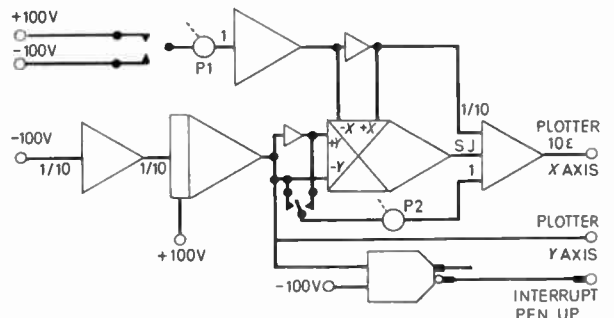 +100V
-100V
P1
1
1/10
-X +X
+Y
-Y
SJ
1
PLOTTER
10ε
X AXIS
-100V
1/10
1/10
P2
+100V
PLOTTER
Y AXIS
-100V
INTERRUPT
PEN UP